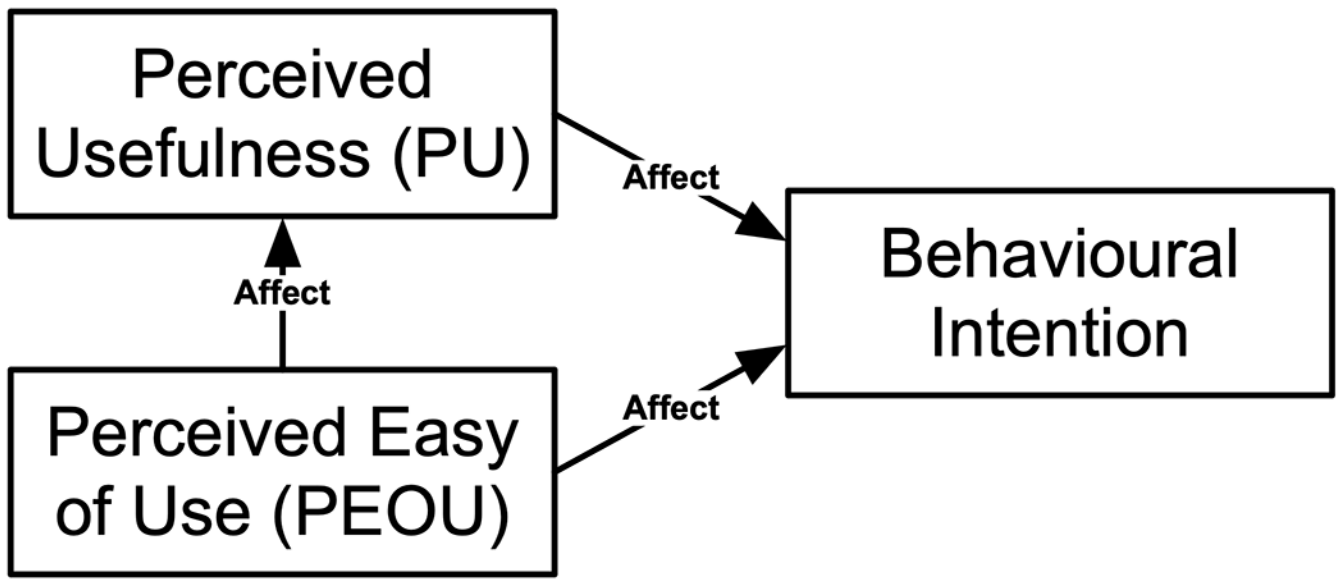 Perceived
Usefulness (PU)
Affect
Behavioural
Intention
Affect
Perceived Easy
of Use (PEOU)
Affect